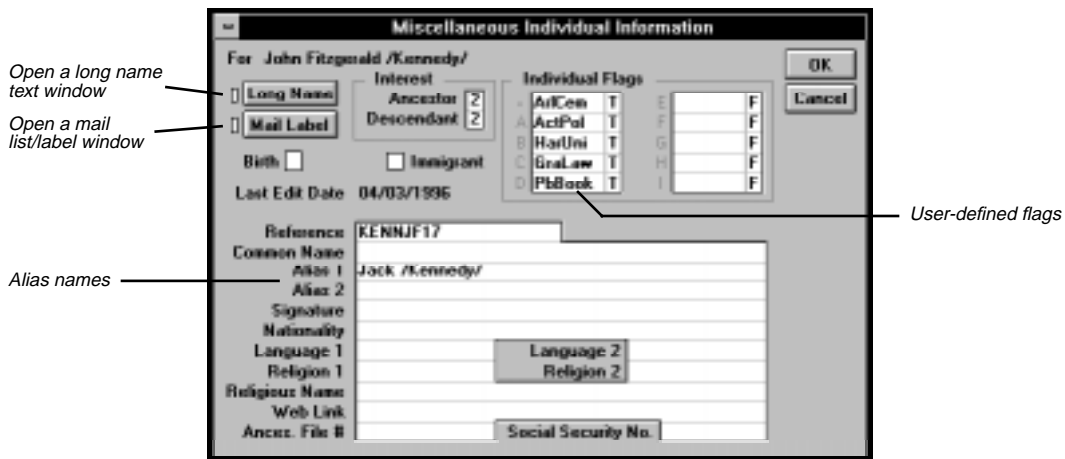 Miscellaneous Individual Information
For John Fitzgerald /Kennedy/
OK
Cancel
Long Name
Mail Label
Interest
Ancestor 2
Descendant 2
Individual Flags
- ArlCem T
A ActPol T
B HarUni T
C GraLaw T
D PbBook T
E F
F F
G F
H F
I F
Birth
Immigrant
Last Edit Date 04/03/1996
Reference KENNJF17
Common Name
Alias 1 Jack /Kennedy/
Alias 2
Signature
Nationality
Language 1 Language 2
Religion 1 Religion 2
Religious Name
Web Link
Ances. File # Social Security No.
Open a long name
text window
Open a mail
list/label window
Alias names
User-defined flags